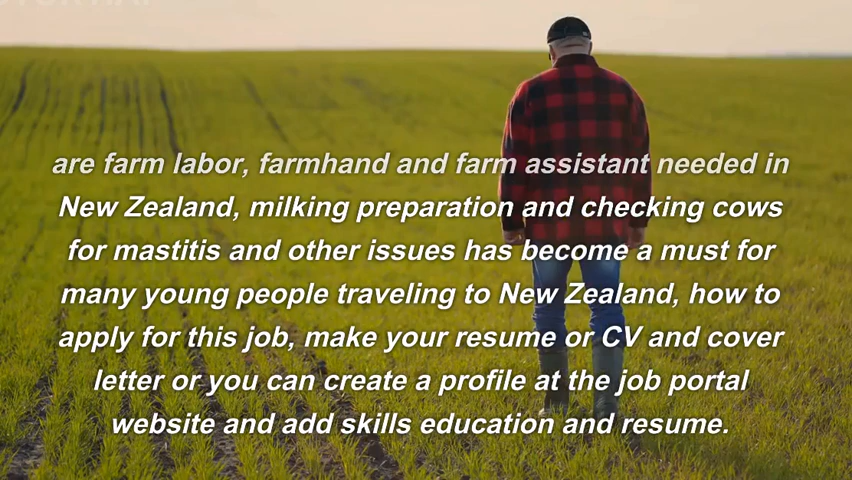 are farm labor, farmhand and farm assistant needed in
New Zealand, milking preparation and checking cows
for mastitis and other issues has become a must for
many young people traveling to New Zealand, how to
apply for this job, make your resume or CV and cover
letter or you can create a profile at the job portal
website and add skills education and resume.